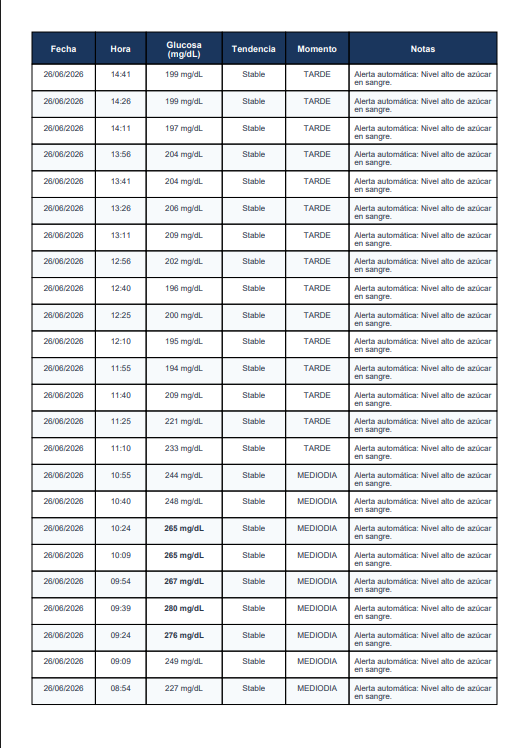 Fecha Hora Glucosa (mg/dL) Tendencia Momento Notas
26/06/2026 14:41 199 mg/dL Stable TARDE Alerta automática: Nivel alto de azúcar
en sangre.
26/06/2026 14:26 199 mg/dL Stable TARDE Alerta automática: Nivel alto de azúcar
en sangre.
26/06/2026 14:11 197 mg/dL Stable TARDE Alerta automática: Nivel alto de azúcar
en sangre.
26/06/2026 13:56 204 mg/dL Stable TARDE Alerta automática: Nivel alto de azúcar
en sangre.
26/06/2026 13:41 204 mg/dL Stable TARDE Alerta automática: Nivel alto de azúcar
en sangre.
26/06/2026 13:26 206 mg/dL Stable TARDE Alerta automática: Nivel alto de azúcar
en sangre.
26/06/2026 13:11 209 mg/dL Stable TARDE Alerta automática: Nivel alto de azúcar
en sangre.
26/06/2026 12:56 202 mg/dL Stable TARDE Alerta automática: Nivel alto de azúcar
en sangre.
26/06/2026 12:40 196 mg/dL Stable TARDE Alerta automática: Nivel alto de azúcar
en sangre.
26/06/2026 12:25 200 mg/dL Stable TARDE Alerta automática: Nivel alto de azúcar
en sangre.
26/06/2026 12:10 195 mg/dL Stable TARDE Alerta automática: Nivel alto de azúcar
en sangre.
26/06/2026 11:55 194 mg/dL Stable TARDE Alerta automática: Nivel alto de azúcar
en sangre.
26/06/2026 11:40 209 mg/dL Stable TARDE Alerta automática: Nivel alto de azúcar
en sangre.
26/06/2026 11:25 221 mg/dL Stable TARDE Alerta automática: Nivel alto de azúcar
en sangre.
26/06/2026 11:10 233 mg/dL Stable TARDE Alerta automática: Nivel alto de azúcar
en sangre.
26/06/2026 10:55 244 mg/dL Stable MEDIODIA Alerta automática: Nivel alto de azúcar
en sangre.
26/06/2026 10:40 248 mg/dL Stable MEDIODIA Alerta automática: Nivel alto de azúcar
en sangre.
26/06/2026 10:24 265 mg/dL Stable MEDIODIA Alerta automática: Nivel alto de azúcar
en sangre.
26/06/2026 10:09 265 mg/dL Stable MEDIODIA Alerta automática: Nivel alto de azúcar
en sangre.
26/06/2026 09:54 267 mg/dL Stable MEDIODIA Alerta automática: Nivel alto de azúcar
en sangre.
26/06/2026 09:39 280 mg/dL Stable MEDIODIA Alerta automática: Nivel alto de azúcar
en sangre.
26/06/2026 09:24 276 mg/dL Stable MEDIODIA Alerta automática: Nivel alto de azúcar
en sangre.
26/06/2026 09:09 249 mg/dL Stable MEDIODIA Alerta automática: Nivel alto de azúcar
en sangre.
26/06/2026 08:54 227 mg/dL Stable MEDIODIA Alerta automática: Nivel alto de azúcar
en sangre.